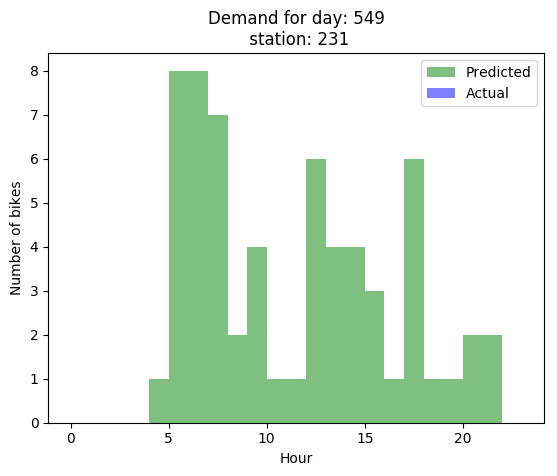 Demand for day: 549
station: 231
Predicted
Actual
Number of bikes
8
7
6
5
4
3
2
1
0
0 5 10 15 20
Hour